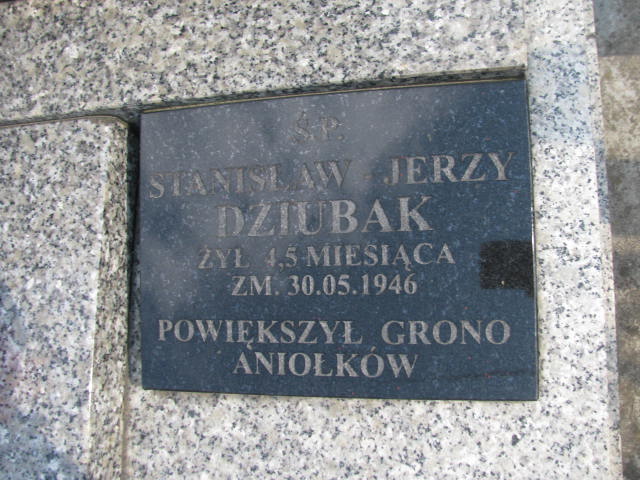 Ś.P.
STANISŁAW - JERZY
DZIUBAK
ŻYŁ 4,5 MIESIĄCA
ZM. 30.05.1946
POWIĘKSZYŁ GRONO
ANIOŁKÓW